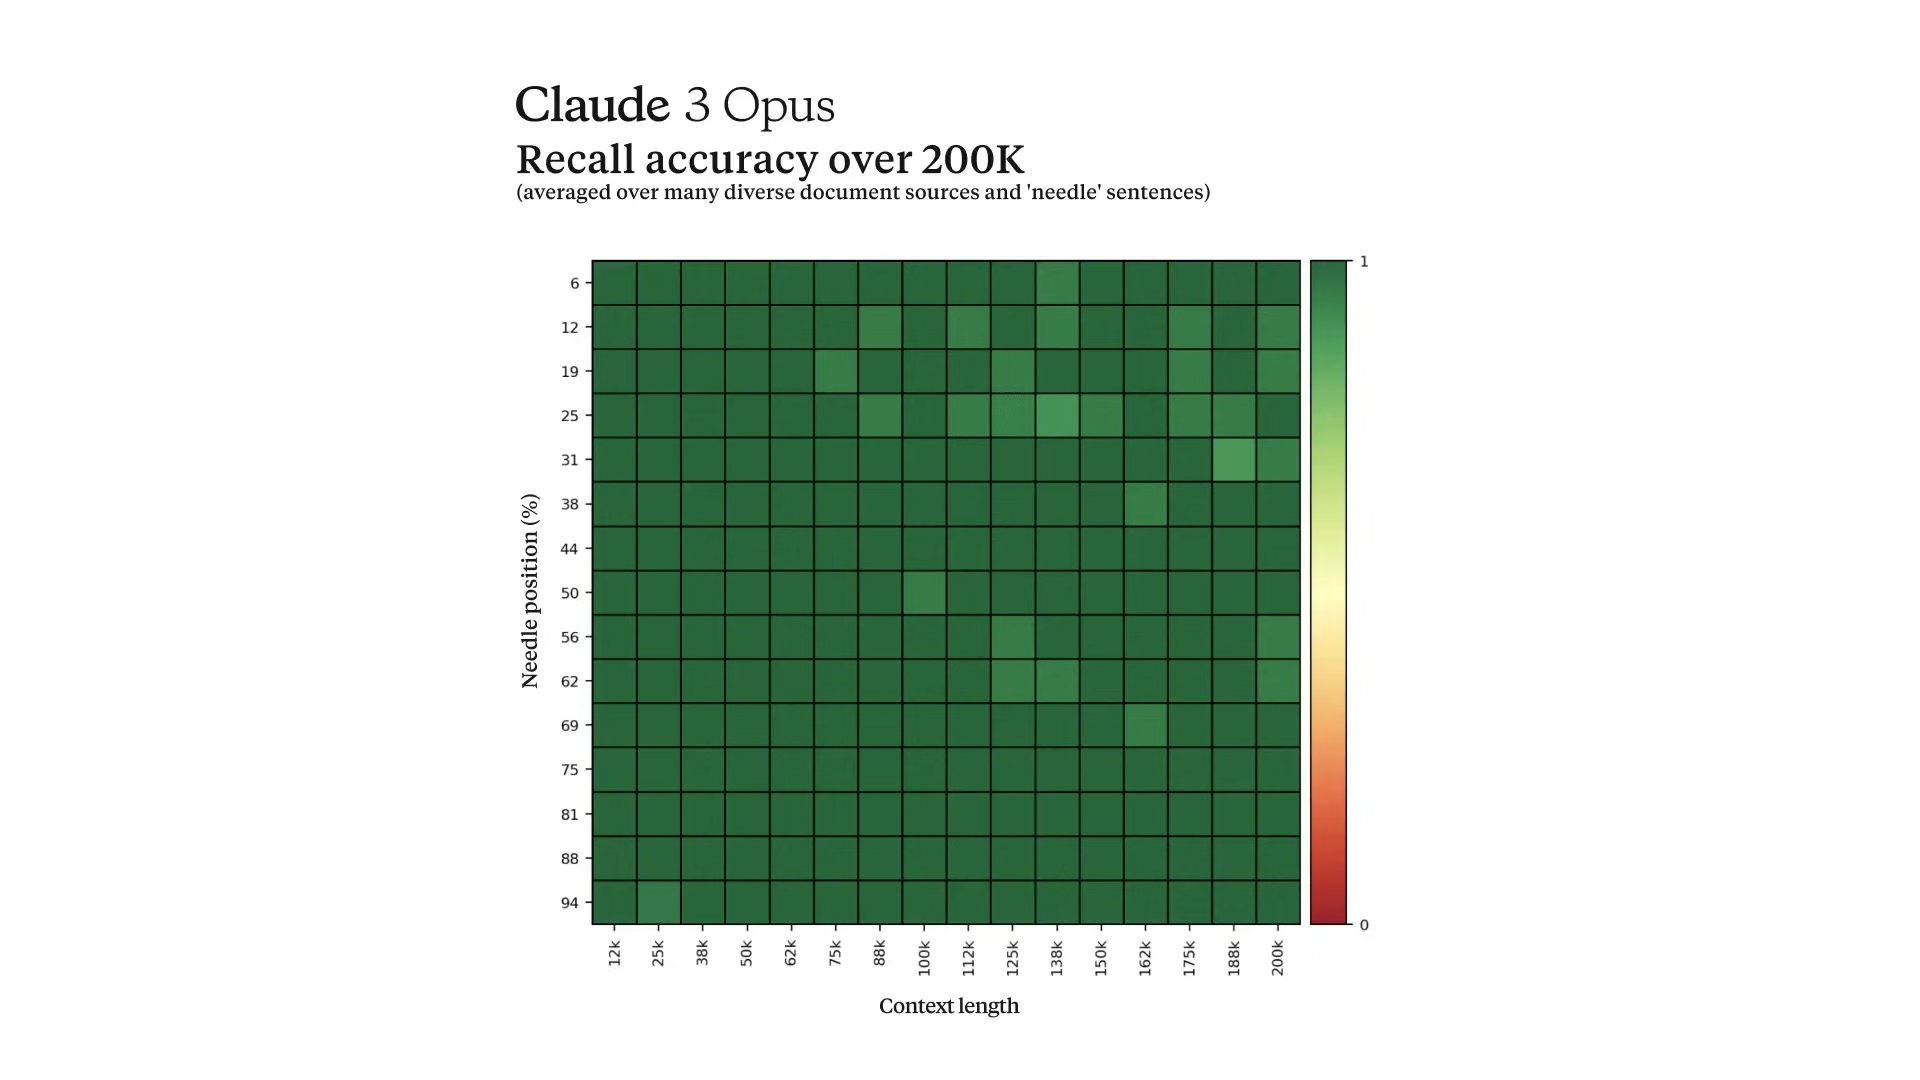 Claude 3 Opus
Recall accuracy over 200K
(averaged over many diverse document sources and 'needle' sentences)
Needle position (%)
6
12
19
25
31
38
44
50
56
62
69
75
81
88
94
12k
25k
38k
50k
62k
75k
88k
100k
112k
125k
138k
150k
162k
175k
188k
200k
Context length
1
0